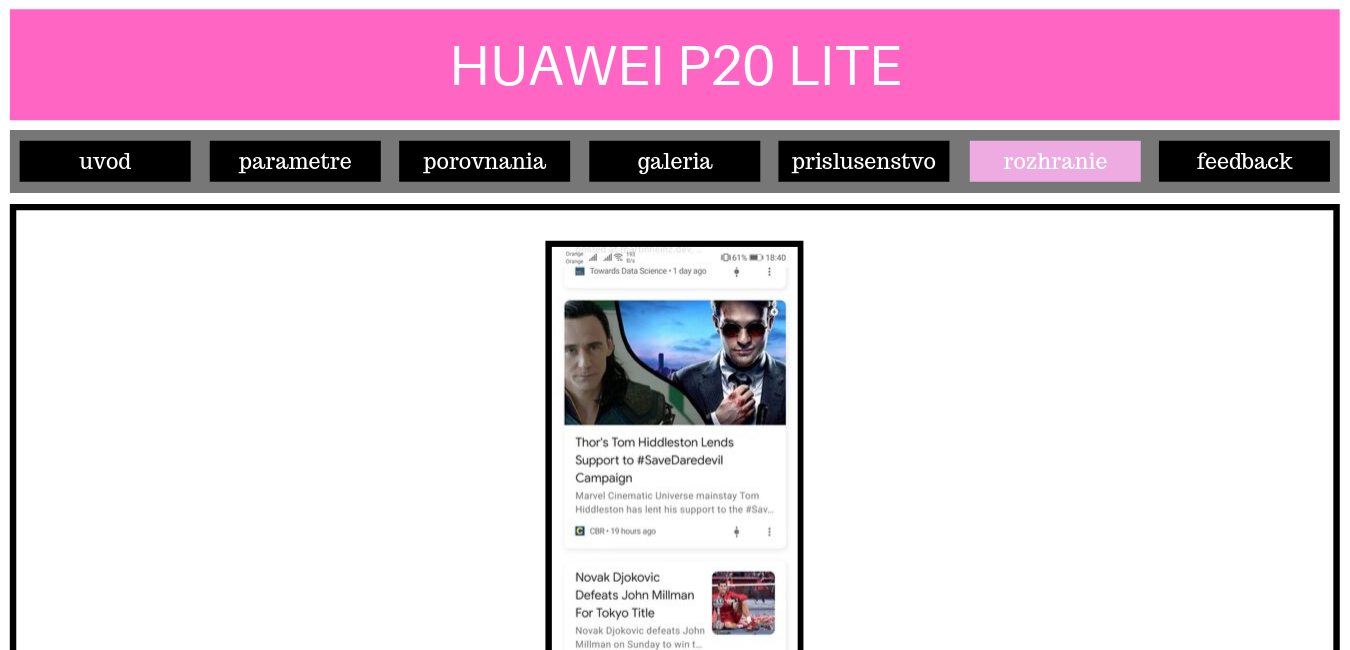 HUAWEI P20 LITE
uvod parametre porovnania galeria prislusenstvo rozhranie feedback
Orange
Orange
193
B/s
61% 18:40
Towards Data Science • 1 day ago
Thor's Tom Hiddleston Lends
Support to #SaveDaredevil
Campaign
Marvel Cinematic Universe mainstay Tom
Hiddleston has lent his support to the #Sav...
C CBR • 19 hours ago
Novak Djokovic
Defeats John Millman
For Tokyo Title
Novak Djokovic defeats John
Millman on Sunday to win t...